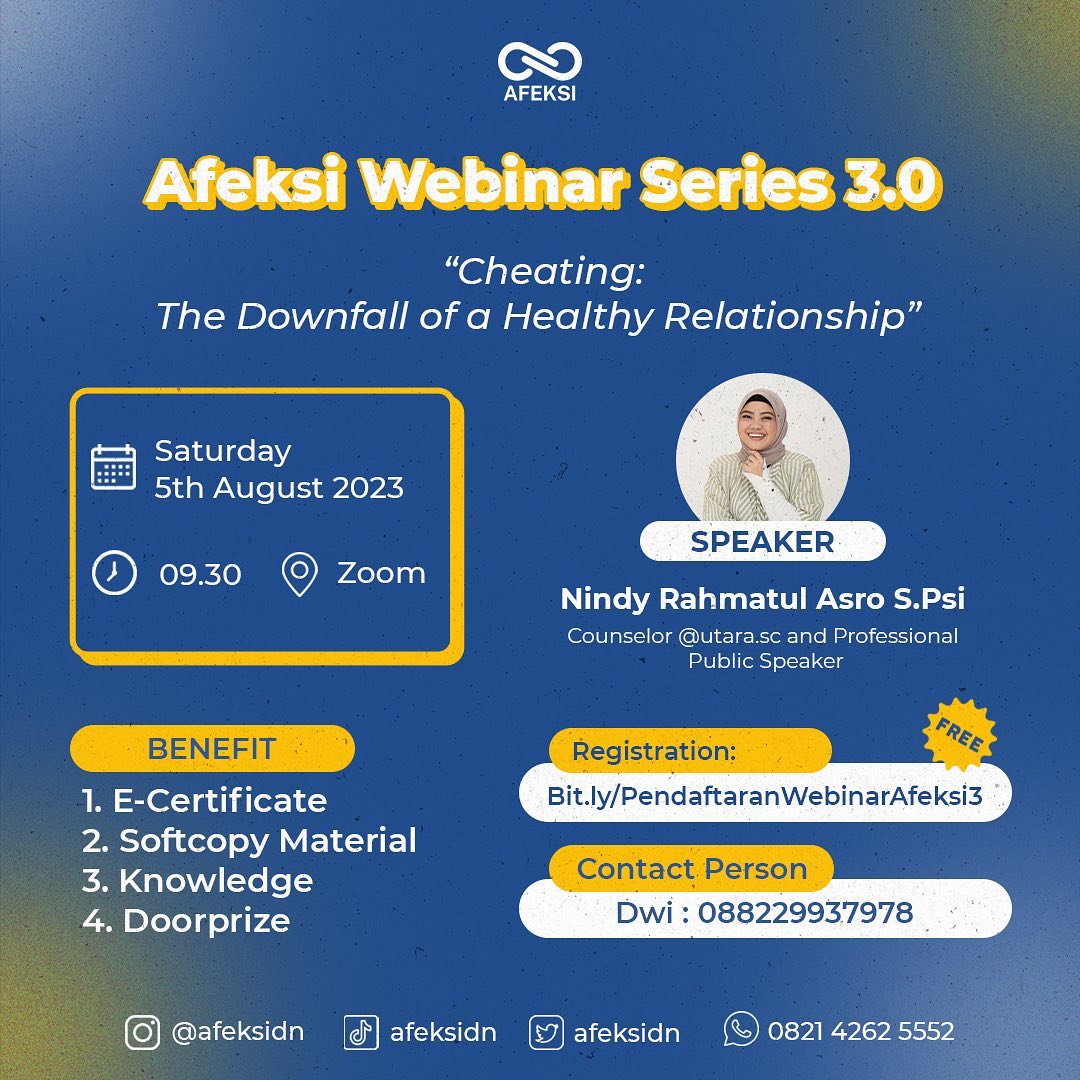 AFEKSI
Afeksi Webinar Series 3.0
“Cheating:
The Downfall of a Healthy Relationship”
Saturday
5th August 2023
09.30
Zoom
SPEAKER
Nindy Rahmatul Asro S.Psi
Counselor @utara.sc and Professional
Public Speaker
BENEFIT
1. E-Certificate
2. Softcopy Material
3. Knowledge
4. Doorprize
FREE
Registration:
Bit.ly/PendaftaranWebinarAfeksi3
Contact Person
Dwi : 088229937978
@afeksidn
afeksidn
afeksidn
0821 4262 5552